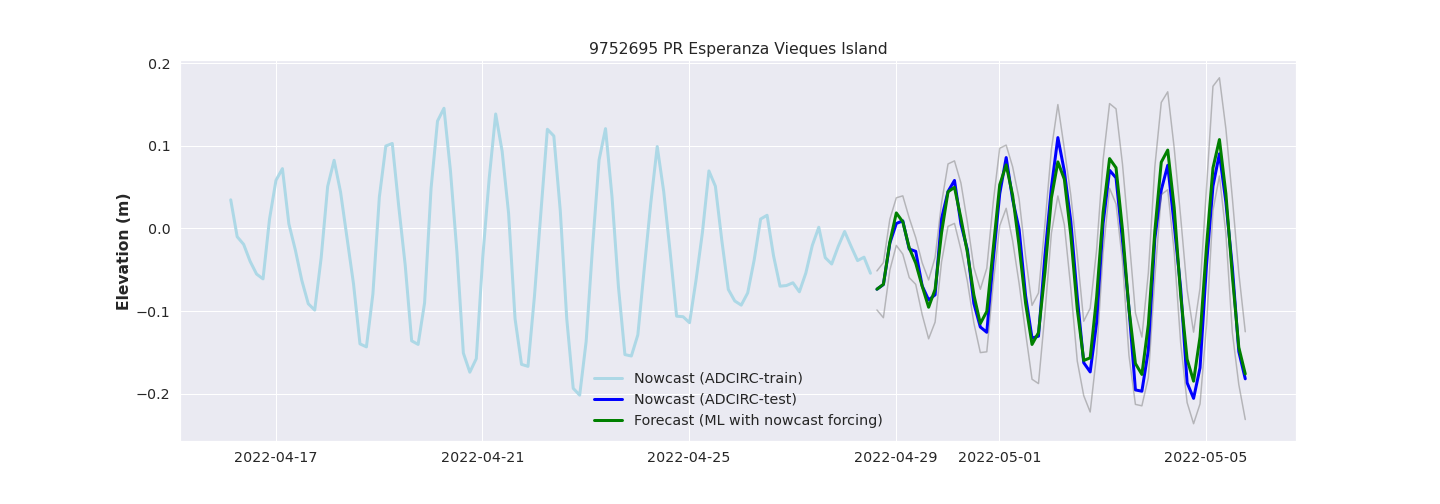 9752695 PR Esperanza Vieques Island
Elevation (m)
0.2
0.1
0.0
−0.1
−0.2
Nowcast (ADCIRC-train)
Nowcast (ADCIRC-test)
Forecast (ML with nowcast forcing)
2022-04-17 2022-04-21 2022-04-25 2022-04-29 2022-05-01 2022-05-05